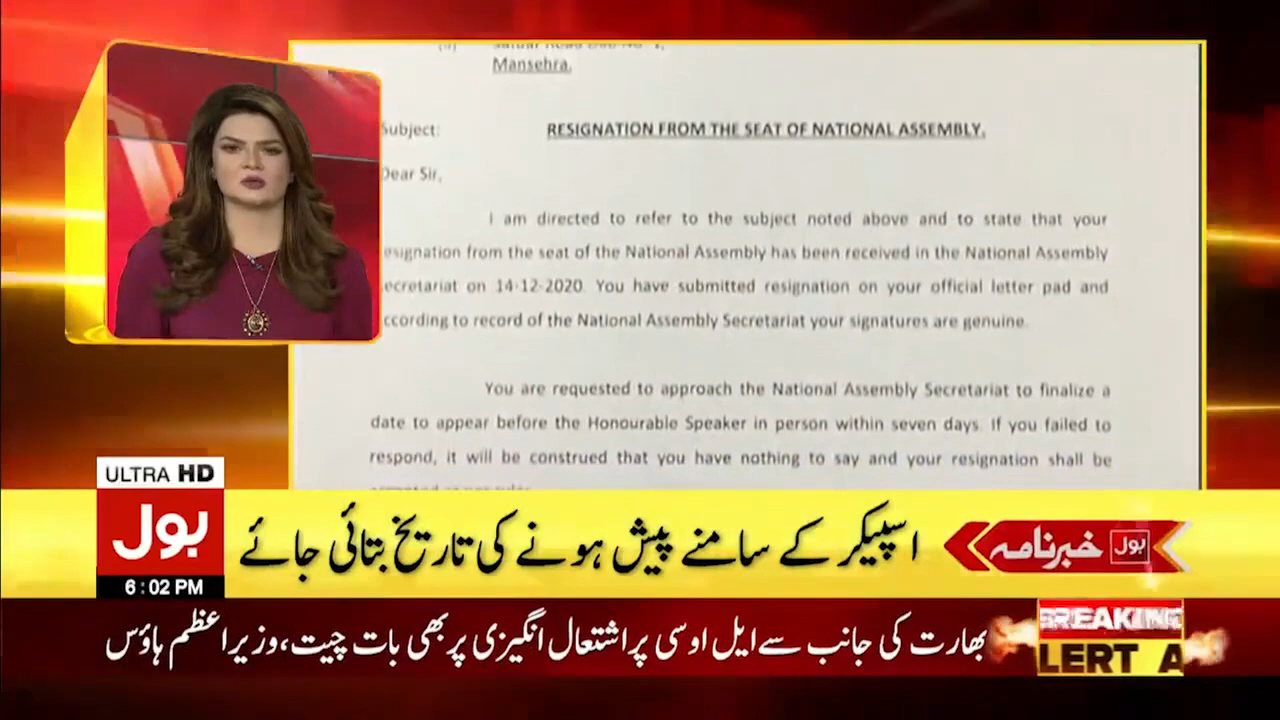 Mansehra.
Subject: RESIGNATION FROM THE SEAT OF NATIONAL ASSEMBLY.
Dear Sir,
I am directed to refer to the subject noted above and to state that your
esignation from the seat of the National Assembly has been received in the National Assembly
ecretariat on 14-12-2020. You have submitted resignation on your official letter pad and
ccording to record of the National Assembly Secretariat your signatures are genuine.
You are requested to approach the National Assembly Secretariat to finalize a
date to appear before the Honourable Speaker in person within seven days. If you failed to
respond, it will be construed that you have nothing to say and your resignation shall be
ULTRA HD
بول
6:02 PM
بول خبرنامہ
اسپیکر کے سامنے پیش ہونے کی تاریخ بتائی جائے
BREAKING
LERT A
بھارت کی جانب سے ایل او سی پر اشتعال انگیزی پر بھی بات چیت، وزیراعظم ہاؤس